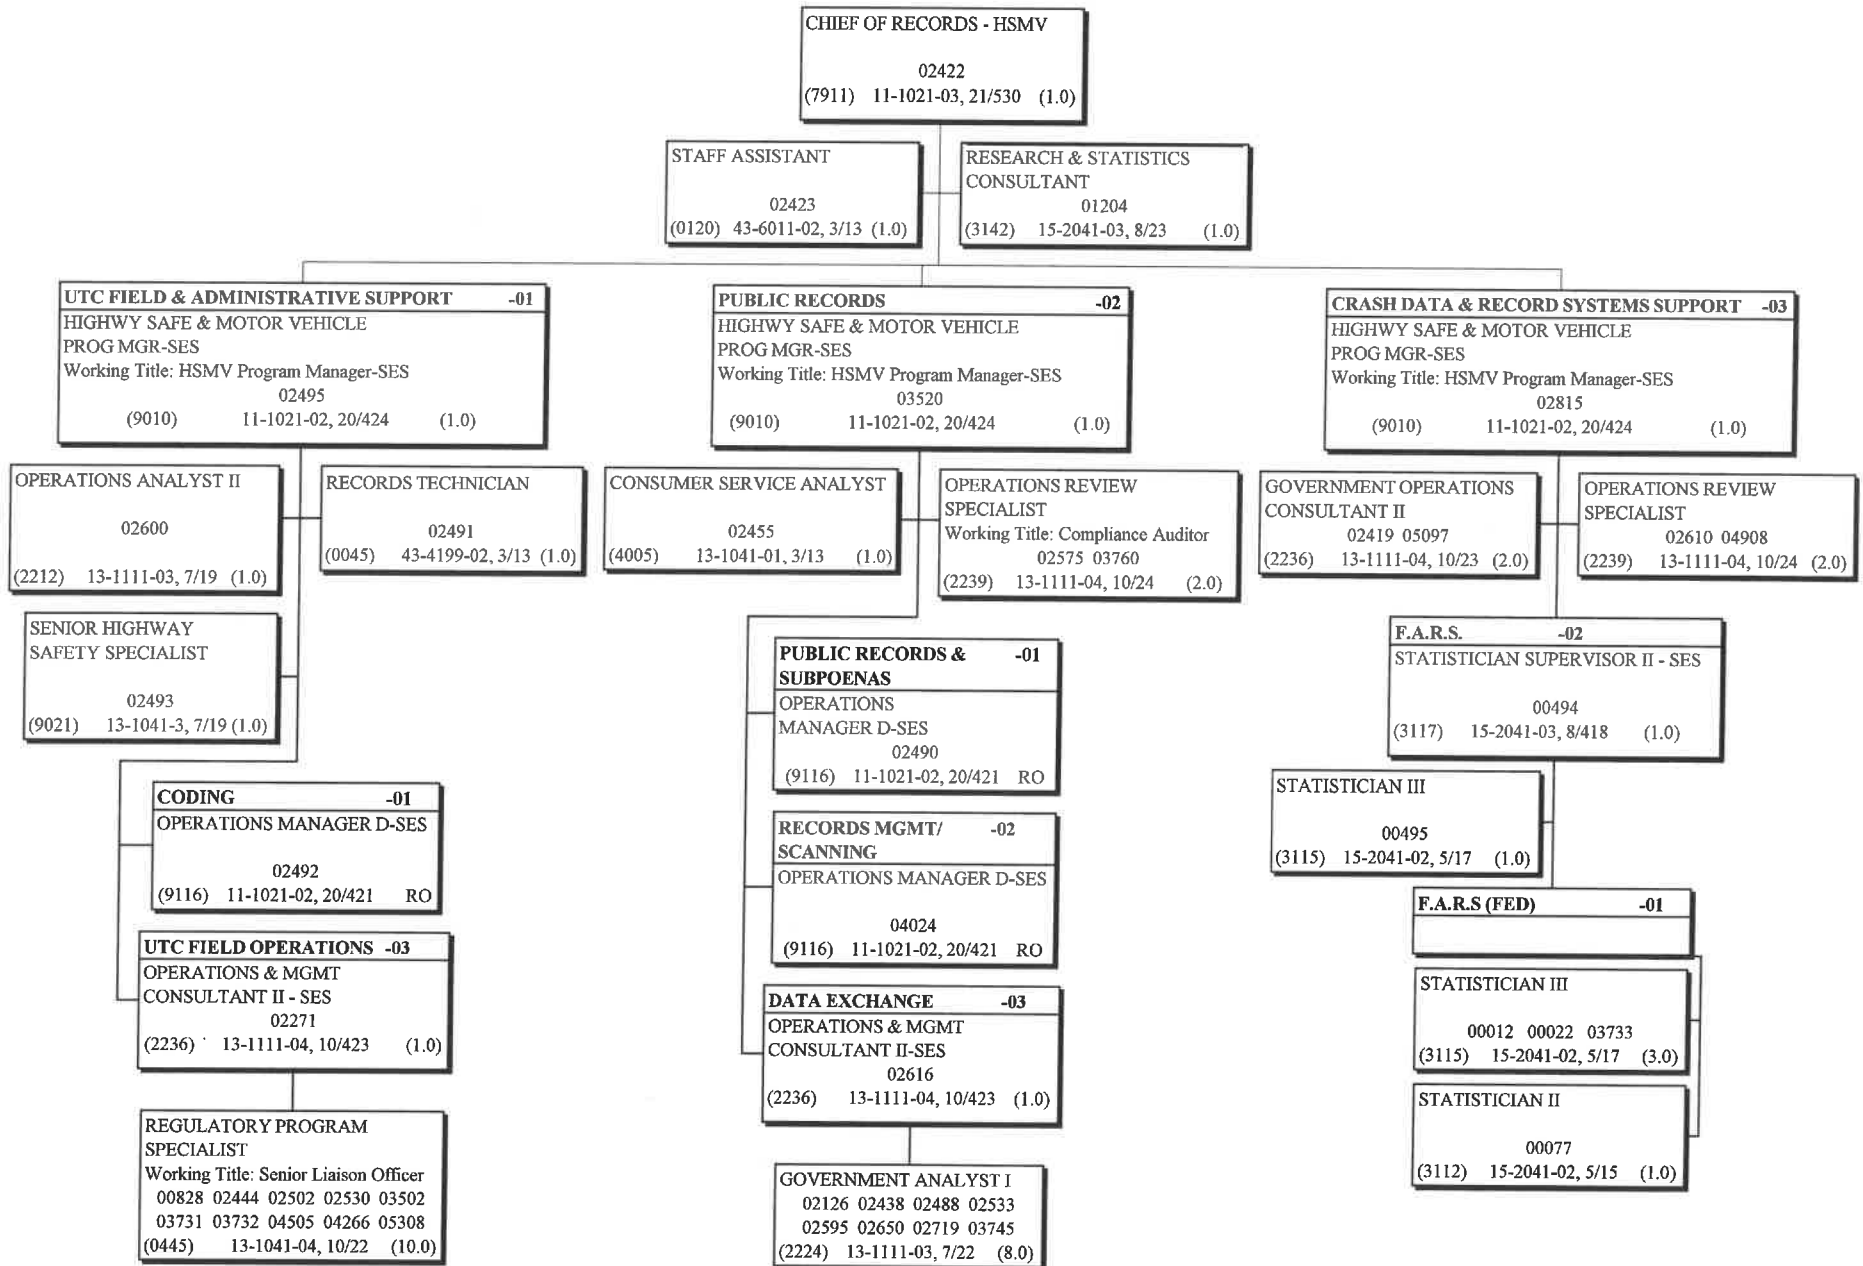 CHIEF OF RECORDS - HSMV
02422
(7911) 11-1021-03, 21/530 (1.0)
STAFF ASSISTANT
02423
(0120) 43-6011-02, 3/13 (1.0)
RESEARCH & STATISTICS
CONSULTANT
01204
(3142) 15-2041-03, 8/23 (1.0)
UTC FIELD & ADMINISTRATIVE SUPPORT -01
HIGHWY SAFE & MOTOR VEHICLE
PROG MGR-SES
Working Title: HSMV Program Manager-SES
02495
(9010) 11-1021-02, 20/424 (1.0)
OPERATIONS ANALYST II
02600
(2212) 13-1111-03, 7/19 (1.0)
RECORDS TECHNICIAN
02491
(0045) 43-4199-02, 3/13 (1.0)
SENIOR HIGHWAY
SAFETY SPECIALIST
02493
(9021) 13-1041-3, 7/19 (1.0)
CODING -01
OPERATIONS MANAGER D-SES
02492
(9116) 11-1021-02, 20/421 RO
UTC FIELD OPERATIONS -03
OPERATIONS & MGMT
CONSULTANT II - SES
02271
(2236) 13-1111-04, 10/423 (1.0)
REGULATORY PROGRAM
SPECIALIST
Working Title: Senior Liaison Officer
00828 02444 02502 02530 03502
03731 03732 04505 04266 05308
(0445) 13-1041-04, 10/22 (10.0)
PUBLIC RECORDS -02
HIGHWY SAFE & MOTOR VEHICLE
PROG MGR-SES
Working Title: HSMV Program Manager-SES
03520
(9010) 11-1021-02, 20/424 (1.0)
CONSUMER SERVICE ANALYST
02455
(4005) 13-1041-01, 3/13 (1.0)
OPERATIONS REVIEW
SPECIALIST
Working Title: Compliance Auditor
02575 03760
(2239) 13-1111-04, 10/24 (2.0)
PUBLIC RECORDS & -01
SUBPOENAS
OPERATIONS
MANAGER D-SES
02490
(9116) 11-1021-02, 20/421 RO
RECORDS MGMT/ -02
SCANNING
OPERATIONS MANAGER D-SES
04024
(9116) 11-1021-02, 20/421 RO
DATA EXCHANGE -03
OPERATIONS & MGMT
CONSULTANT II-SES
02616
(2236) 13-1111-04, 10/423 (1.0)
GOVERNMENT ANALYST I
02126 02438 02488 02533
02595 02650 02719 03745
(2224) 13-1111-03, 7/22 (8.0)
CRASH DATA & RECORD SYSTEMS SUPPORT -03
HIGHWY SAFE & MOTOR VEHICLE
PROG MGR-SES
Working Title: HSMV Program Manager-SES
02815
(9010) 11-1021-02, 20/424 (1.0)
GOVERNMENT OPERATIONS
CONSULTANT II
02419 05097
(2236) 13-1111-04, 10/23 (2.0)
OPERATIONS REVIEW
SPECIALIST
02610 04908
(2239) 13-1111-04, 10/24 (2.0)
F.A.R.S. -02
STATISTICIAN SUPERVISOR II - SES
00494
(3117) 15-2041-03, 8/418 (1.0)
STATISTICIAN III
00495
(3115) 15-2041-02, 5/17 (1.0)
F.A.R.S (FED) -01
STATISTICIAN III
00012 00022 03733
(3115) 15-2041-02, 5/17 (3.0)
STATISTICIAN II
00077
(3112) 15-2041-02, 5/15 (1.0)